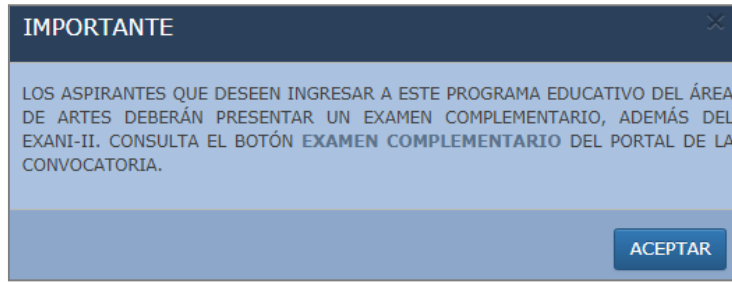 IMPORTANTE
LOS ASPIRANTES QUE DESEEN INGRESAR A ESTE PROGRAMA EDUCATIVO DEL ÁREA
DE ARTES DEBERÁN PRESENTAR UN EXAMEN COMPLEMENTARIO, ADEMÁS DEL
EXANI-II. CONSULTA EL BOTÓN EXAMEN COMPLEMENTARIO DEL PORTAL DE LA
CONVOCATORIA.
ACEPTAR